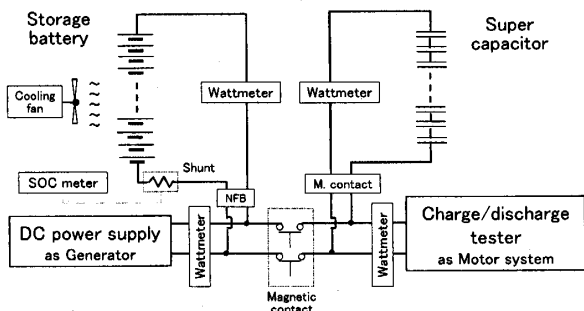 Storage
battery
Super
capacitor
Cooling
fan
Wattmeter
Wattmeter
Shunt
SOC meter
NFB
M. contact
DC power supply
as Generator
Wattmeter
Wattmeter
Charge/discharge
tester
as Motor system
Magnetic
contact